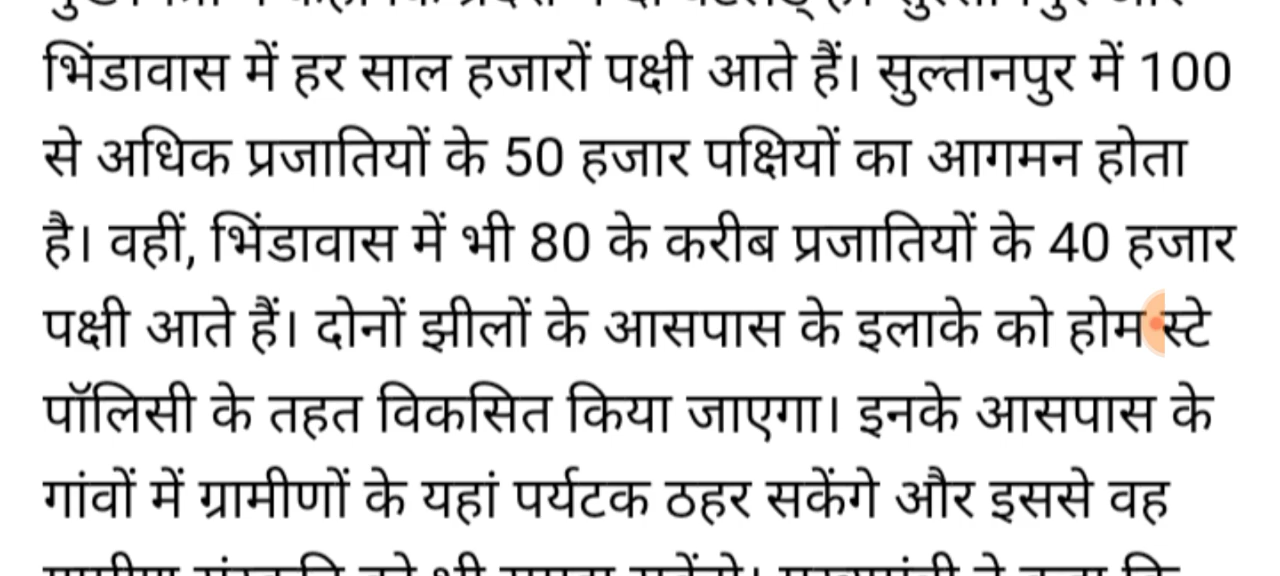 भिंडावास में हर साल हजारों पक्षी आते हैं। सुल्तानपुर में 100
से अधिक प्रजातियों के 50 हजार पक्षियों का आगमन होता
है। वहीं, भिंडावास में भी 80 के करीब प्रजातियों के 40 हजार
पक्षी आते हैं। दोनों झीलों के आसपास के इलाके को होम स्टे
पॉलिसी के तहत विकसित किया जाएगा। इनके आसपास के
गांवों में ग्रामीणों के यहां पर्यटक ठहर सकेंगे और इससे वह